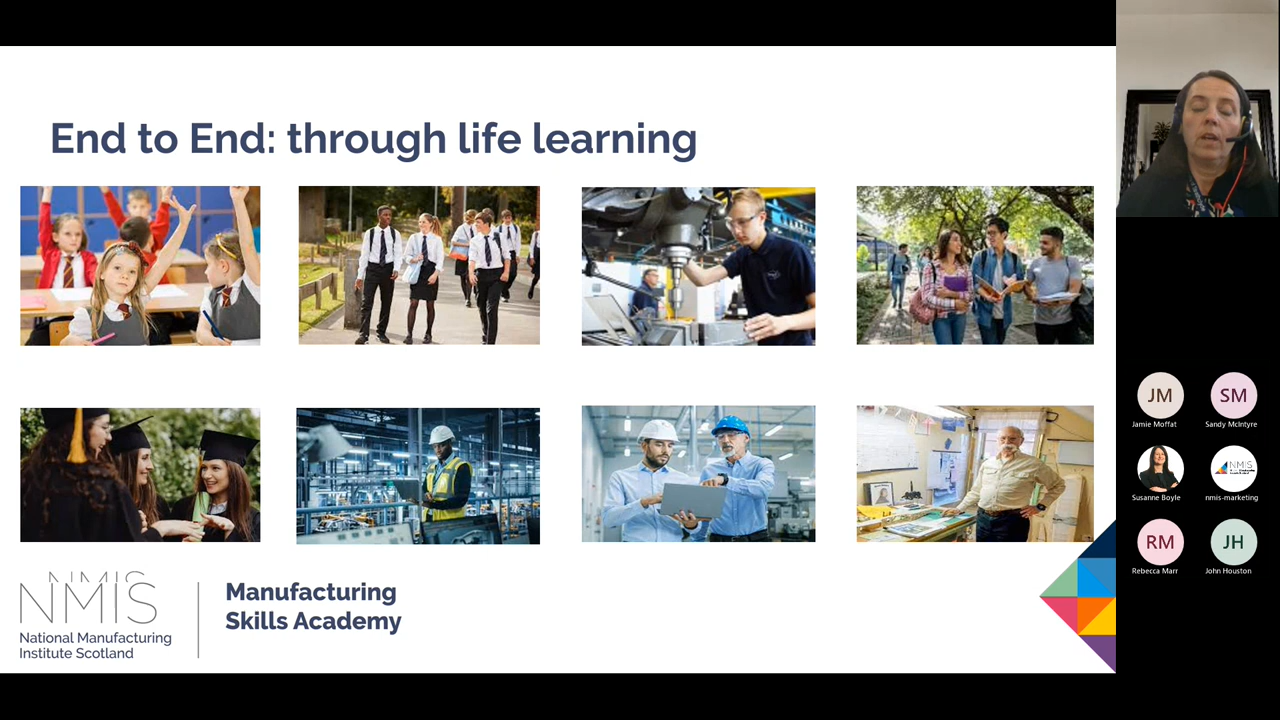 End to End: through life learning
NMIS
National Manufacturing
Institute Scotland
Manufacturing
Skills Academy
JM
SM
Jamie Moffat
Sandy McIntyre
NMIS
Susanne Boyle
nmis-marketing
RM
JH
Rebecca Marr
John Houston